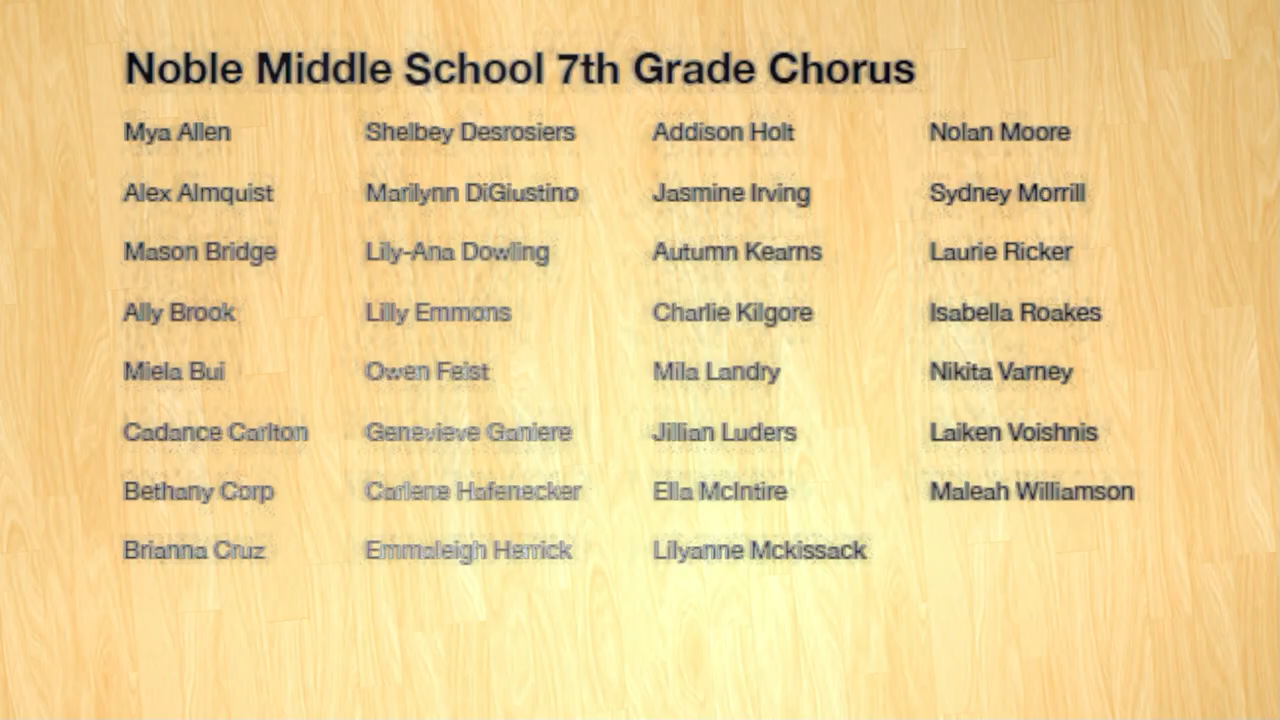 Noble Middle School 7th Grade Chorus
Mya Allen
Alex Almquist
Mason Bridge
Ally Brook
Miela Bui
Cadance Carlton
Bethany Corp
Brianna Cruz
Shelbey Desrosiers
Marilynn DiGiustino
Lily-Ana Dowling
Lilly Emmons
Owen Feist
Genevieve Ganiere
Carlene Hafenecker
Emmaleigh Herrick
Addison Holt
Jasmine Irving
Autumn Kearns
Charlie Kilgore
Mila Landry
Jillian Luders
Ella McIntire
Lilyanne Mckissack
Nolan Moore
Sydney Morrill
Laurie Ricker
Isabella Roakes
Nikita Varney
Laiken Voishnis
Maleah Williamson